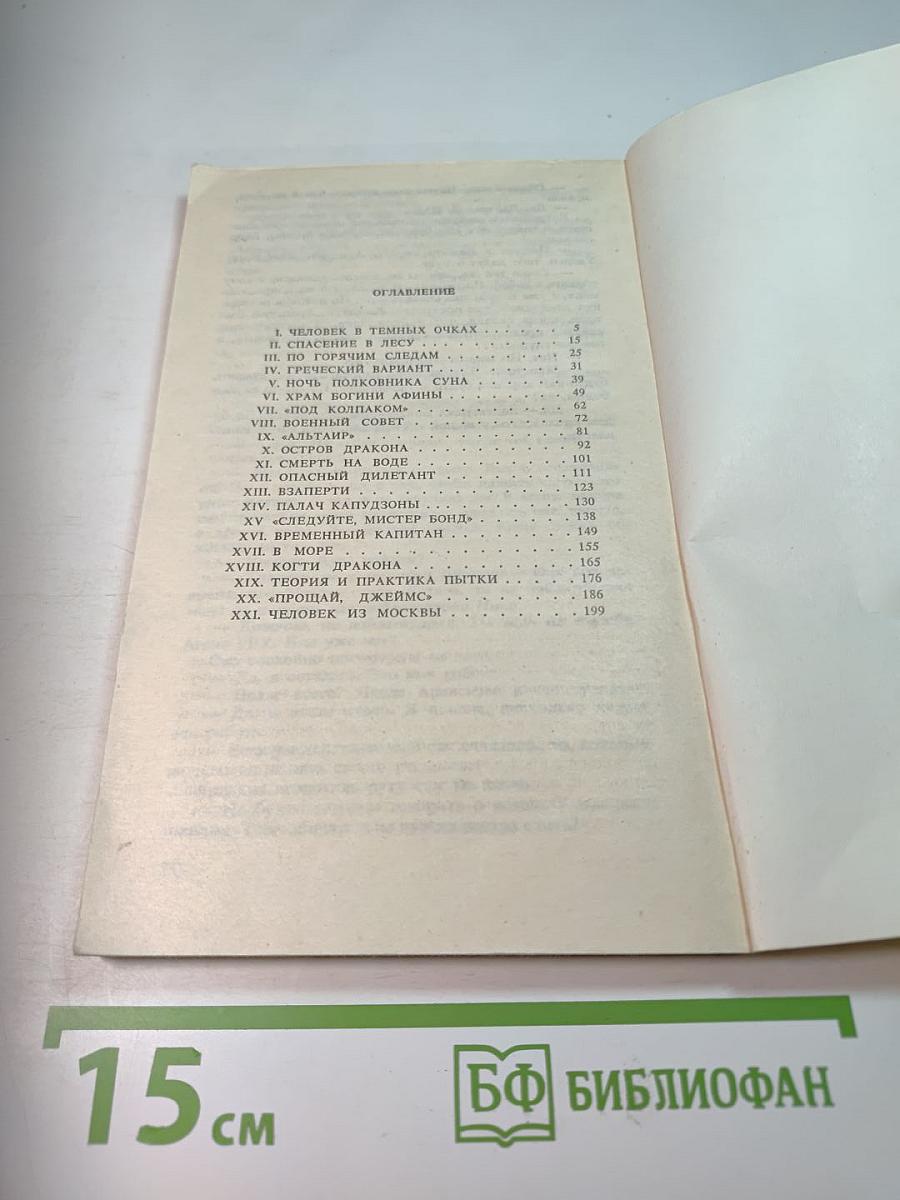 ОГЛАВЛЕНИЕ
I. ЧЕЛОВЕК В ТЕМНЫХ ОЧКАХ . . . . . . 5
II. СПАСЕНИЕ В ЛЕСУ . . . . . . . . . . 15
III. ПО ГОРЯЧИМ СЛЕДАМ . . . . . . . . 25
IV. ГРЕЧЕСКИЙ ВАРИАНТ . . . . . . . . . 31
V. НОЧЬ ПОЛКОВНИКА СУНА . . . . . . 39
VI. ХРАМ БОГИНИ АФИНЫ . . . . . . . . 49
VII. «ПОД КОЛПАКОМ» . . . . . . . . . . 62
VIII. ВОЕННЫЙ СОВЕТ . . . . . . . . . . 72
IX. «АЛЬТАИР» . . . . . . . . . . . . . 81
X. ОСТРОВ ДРАКОНА . . . . . . . . . . 92
XI. СМЕРТЬ НА ВОДЕ . . . . . . . . . . 101
XII. ОПАСНЫЙ ДИЛЕТАНТ . . . . . . . . 111
XIII. ВЗАПЕРТИ . . . . . . . . . . . . . 123
XIV. ПАЛАЧ КАПУДЗОНЫ . . . . . . . . . 130
XV «СЛЕДУЙТЕ, МИСТЕР БОНД» . . . . . . 138
XVI. ВРЕМЕННЫЙ КАПИТАН . . . . . . . . 149
XVII. В МОРЕ . . . . . . . . . . . . . . 155
XVIII. КОГТИ ДРАКОНА . . . . . . . . . . 165
XIX. ТЕОРИЯ И ПРАКТИКА ПЫТКИ . . . . . 176
XX. «ПРОЩАЙ, ДЖЕЙМС» . . . . . . . . . 186
XXI. ЧЕЛОВЕК ИЗ МОСКВЫ . . . . . . . . 199
15 см
БФ БИБЛИОФАН